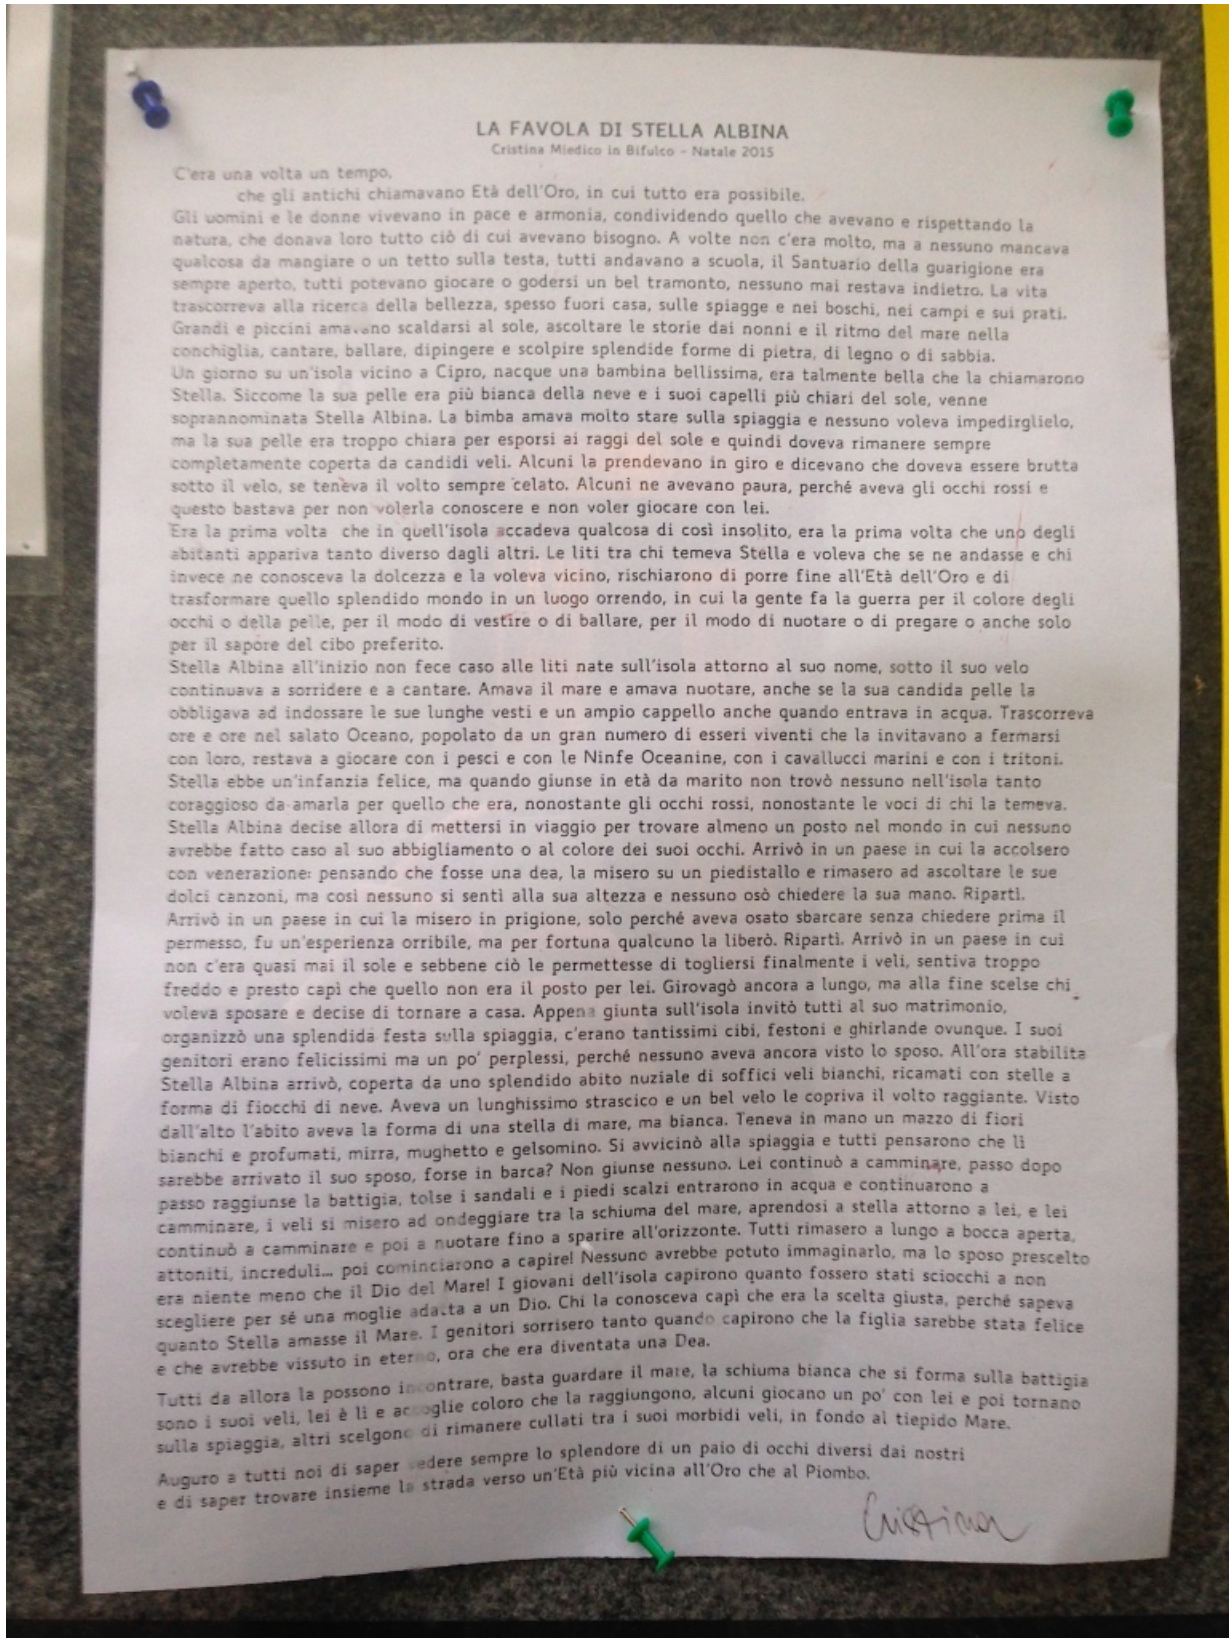 LA FAVOLA DI STELLA ALBINA
Cristina Miedico in Bifulco - Natale 2015
C'era una volta un tempo,
che gli antichi chiamavano Età dell'Oro, in cui tutto era possibile.
Gli uomini e le donne vivevano in pace e armonia, condividendo quello che avevano e rispettando la
natura, che donava loro tutto ciò di cui avevano bisogno. A volte non c'era molto, ma a nessuno mancava
qualcosa da mangiare o un tetto sulla testa, tutti andavano a scuola, il Santuario della guarigione era
sempre aperto, tutti potevano giocare o godersi un bel tramonto, nessuno mai restava indietro. La vita
trascorreva alla ricerca della bellezza, spesso fuori casa, sulle spiagge e nei boschi, nei campi e sui prati.
Grandi e piccini amavano scaldarsi al sole, ascoltare le storie dai nonni e il ritmo del mare nella
conchiglia, cantare, ballare, dipingere e scolpire splendide forme di pietra, di legno o di sabbia.
Un giorno su un'isola vicino a Cipro, nacque una bambina bellissima, era talmente bella che la chiamarono
Stella. Siccome la sua pelle era più bianca della neve e i suoi capelli più chiari del sole, venne
soprannominata Stella Albina. La bimba amava molto stare sulla spiaggia e nessuno voleva impedirglielo,
ma la sua pelle era troppo chiara per esporsi ai raggi del sole e quindi doveva rimanere sempre
completamente coperta da candidi veli. Alcuni la prendevano in giro e dicevano che doveva essere brutta
sotto il velo, se teneva il volto sempre celato. Alcuni ne avevano paura, perché aveva gli occhi rossi e
questo bastava per non volerla conoscere e non voler giocare con lei.
Era la prima volta che in quell'isola accadeva qualcosa di così insolito, era la prima volta che uno degli
abitanti appariva tanto diverso dagli altri. Le liti tra chi temeva Stella e voleva che se ne andasse e chi
invece ne conosceva la dolcezza e la voleva vicino, rischiarono di porre fine all'Età dell'Oro e di
trasformare quello splendido mondo in un luogo orrendo, in cui la gente fa la guerra per il colore degli
occhi o della pelle, per il modo di vestire o di ballare, per il modo di nuotare o di pregare o anche solo
per il sapore del cibo preferito.
Stella Albina all'inizio non fece caso alle liti nate sull'isola attorno al suo nome, sotto il suo velo
continuava a sorridere e a cantare. Amava il mare e amava nuotare, anche se la sua candida pelle la
obbligava ad indossare le sue lunghe vesti e un ampio cappello anche quando entrava in acqua. Trascorreva
ore e ore nel salato Oceano, popolato da un gran numero di esseri viventi che la invitavano a fermarsi
con loro, restava a giocare con i pesci e con le Ninfe Oceanine, con i cavallucci marini e con i tritoni.
Stella ebbe un'infanzia felice, ma quando giunse in età da marito non trovò nessuno nell'isola tanto
coraggioso da amarla per quello che era, nonostante gli occhi rossi, nonostante le voci di chi la temeva.
Stella Albina decise allora di mettersi in viaggio per trovare almeno un posto nel mondo in cui nessuno
avrebbe fatto caso al suo abbigliamento o al colore dei suoi occhi. Arrivò in un paese in cui la accolsero
con venerazione: pensando che fosse una dea, la misero su un piedistallo e rimasero ad ascoltare le sue
dolci canzoni, ma così nessuno si sentì alla sua altezza e nessuno osò chiedere la sua mano. Ripartì.
Arrivò in un paese in cui la misero in prigione, solo perché aveva osato sbarcare senza chiedere prima il
permesso, fu un'esperienza orribile, ma per fortuna qualcuno la liberò. Ripartì. Arrivò in un paese in cui
non c'era quasi mai il sole e sebbene ciò le permettesse di togliersi finalmente i veli, sentiva troppo
freddo e presto capì che quello non era il posto per lei. Girovagò ancora a lungo, ma alla fine scelse chi
voleva sposare e decise di tornare a casa. Appena giunta sull'isola invitò tutti al suo matrimonio,
organizzò una splendida festa sulla spiaggia, c'erano tantissimi cibi, festoni e ghirlande ovunque. I suoi
genitori erano felicissimi ma un po' perplessi, perché nessuno aveva ancora visto lo sposo. All'ora stabilita
Stella Albina arrivò, coperta da uno splendido abito nuziale di soffici veli bianchi, ricamati con stelle a
forma di fiocchi di neve. Aveva un lunghissimo strascico e un bel velo le copriva il volto raggiante. Visto
dall'alto l'abito aveva la forma di una stella di mare, ma bianca. Teneva in mano un mazzo di fiori
bianchi e profumati, mirra, mughetto e gelsomino. Si avvicinò alla spiaggia e tutti pensarono che lì
sarebbe arrivato il suo sposo, forse in barca? Non giunse nessuno. Lei continuò a camminare, passo dopo
passo raggiunse la battigia, tolse i sandali e i piedi scalzi entrarono in acqua e continuarono a
camminare, i veli si misero ad ondeggiare tra la schiuma del mare, aprendosi a stella attorno a lei, e lei
continuò a camminare e poi a nuotare fino a sparire all'orizzonte. Tutti rimasero a lungo a bocca aperta,
attoniti, increduli... poi cominciarono a capire! Nessuno avrebbe potuto immaginarlo, ma lo sposo prescelto
era niente meno che il Dio del Mare! I giovani dell'isola capirono quanto fossero stati sciocchi a non
scegliere per sé una moglie adatta a un Dio. Chi la conosceva capì che era la scelta giusta, perché sapeva
quanto Stella amasse il Mare. I genitori sorrisero tanto quando capirono che la figlia sarebbe stata felice
e che avrebbe vissuto in eterno, ora che era diventata una Dea.
Tutti da allora la possono incontrare, basta guardare il mare, la schiuma bianca che si forma sulla battigia
sono i suoi veli, lei è lì e accoglie coloro che la raggiungono, alcuni giocano un po' con lei e poi tornano
sulla spiaggia, altri scelgono di rimanere cullati tra i suoi morbidi veli, in fondo al tiepido Mare.
Auguro a tutti noi di saper vedere sempre lo splendore di un paio di occhi diversi dai nostri
e di saper trovare insieme la strada verso un'Età più vicina all'Oro che al Piombo.
Cristina